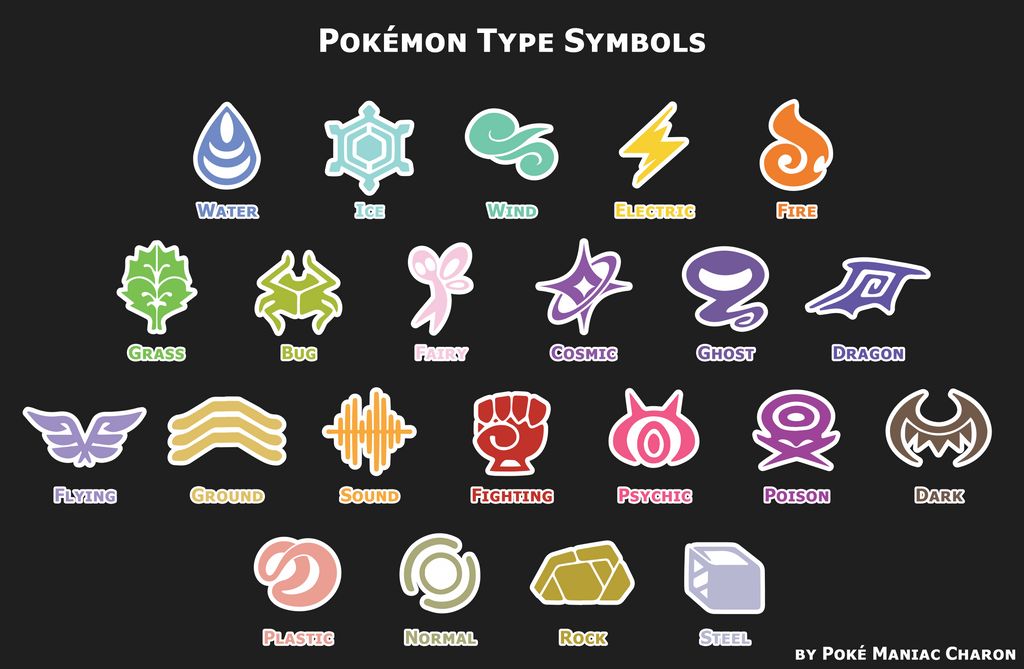 Pokémon Type Symbols
Water Ice Wind Electric Fire
Grass Bug Fairy Cosmic Ghost Dragon
Flying Ground Sound Fighting Psychic Poison Dark
Plastic Normal Rock Steel
by Poké Maniac Charon